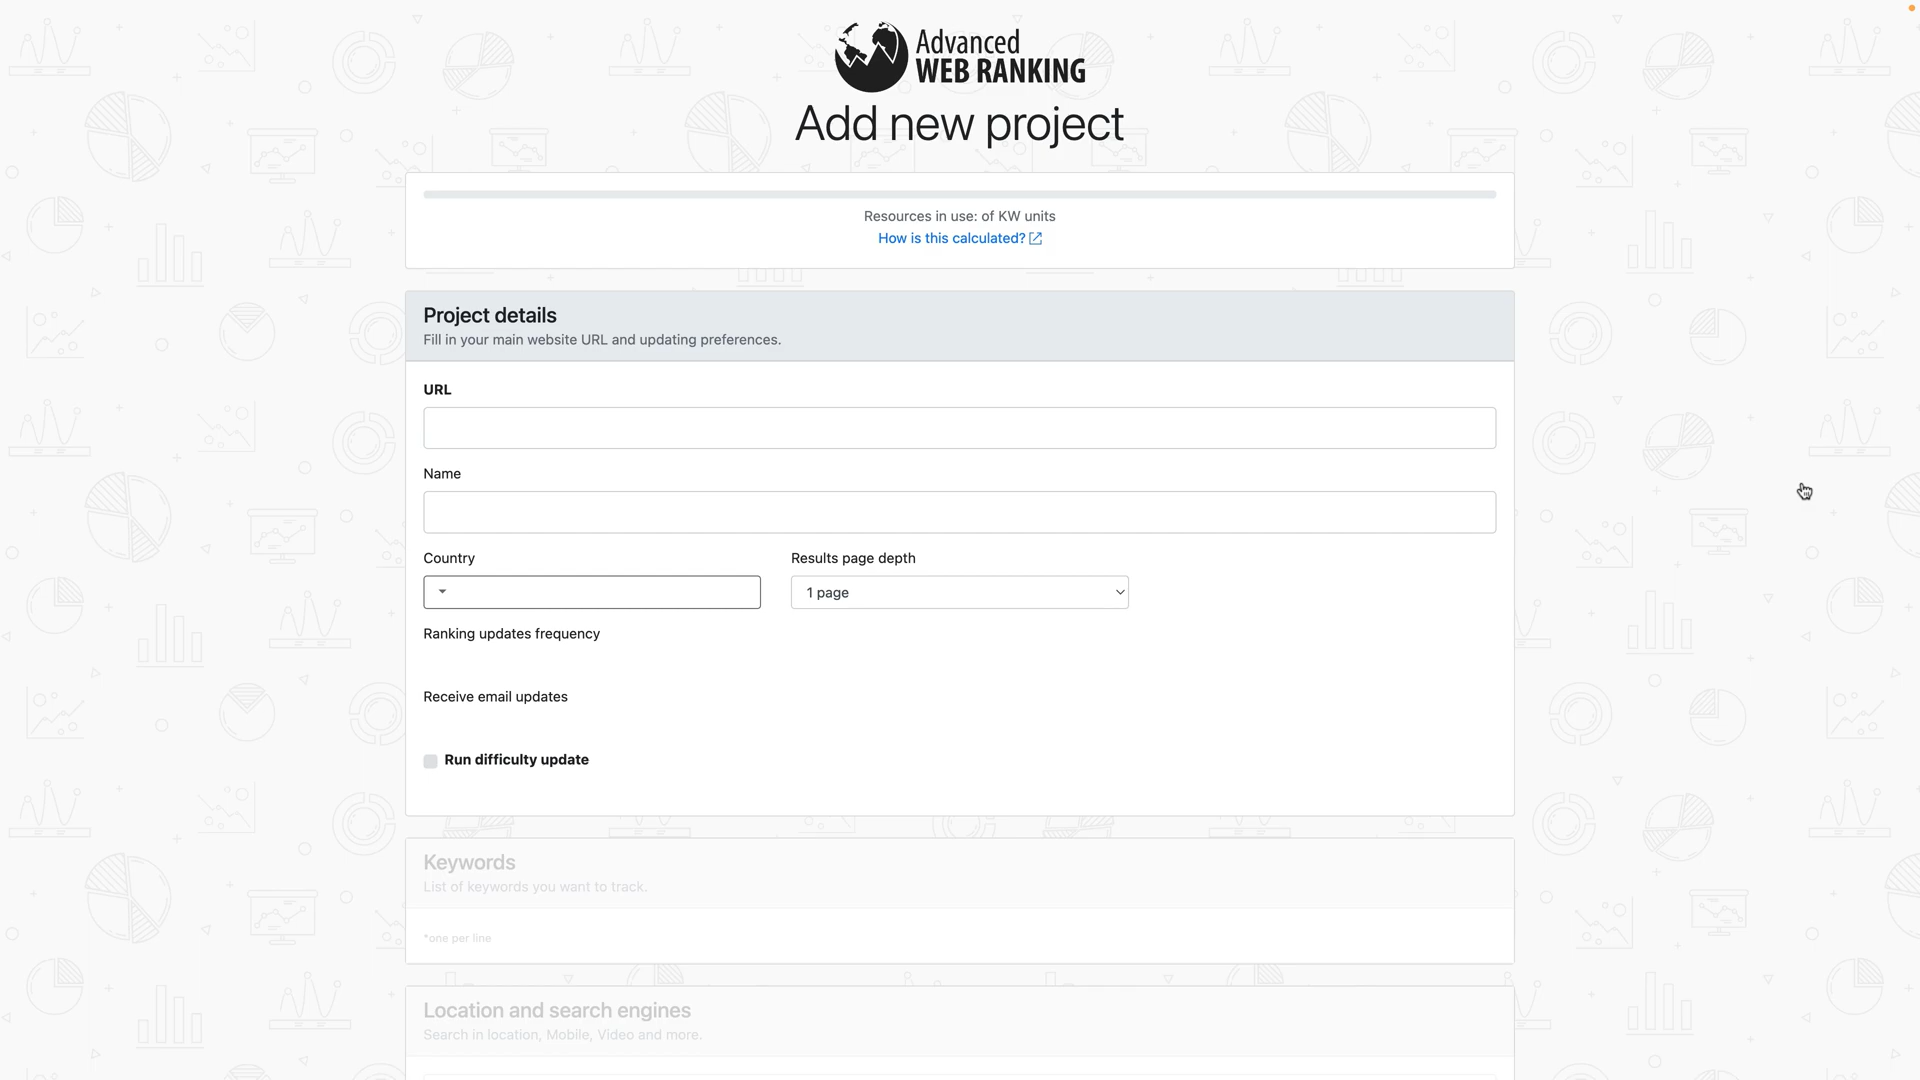 Advanced
WEB RANKING
Add new project
Resources in use: of KW units
How is this calculated?
Project details
Fill in your main website URL and updating preferences.
URL
Name
Country
Results page depth
1 page
Ranking updates frequency
Receive email updates
Run difficulty update
Keywords
List of keywords you want to track.
*one per line
Location and search engines
Search in location, Mobile, Video and more.